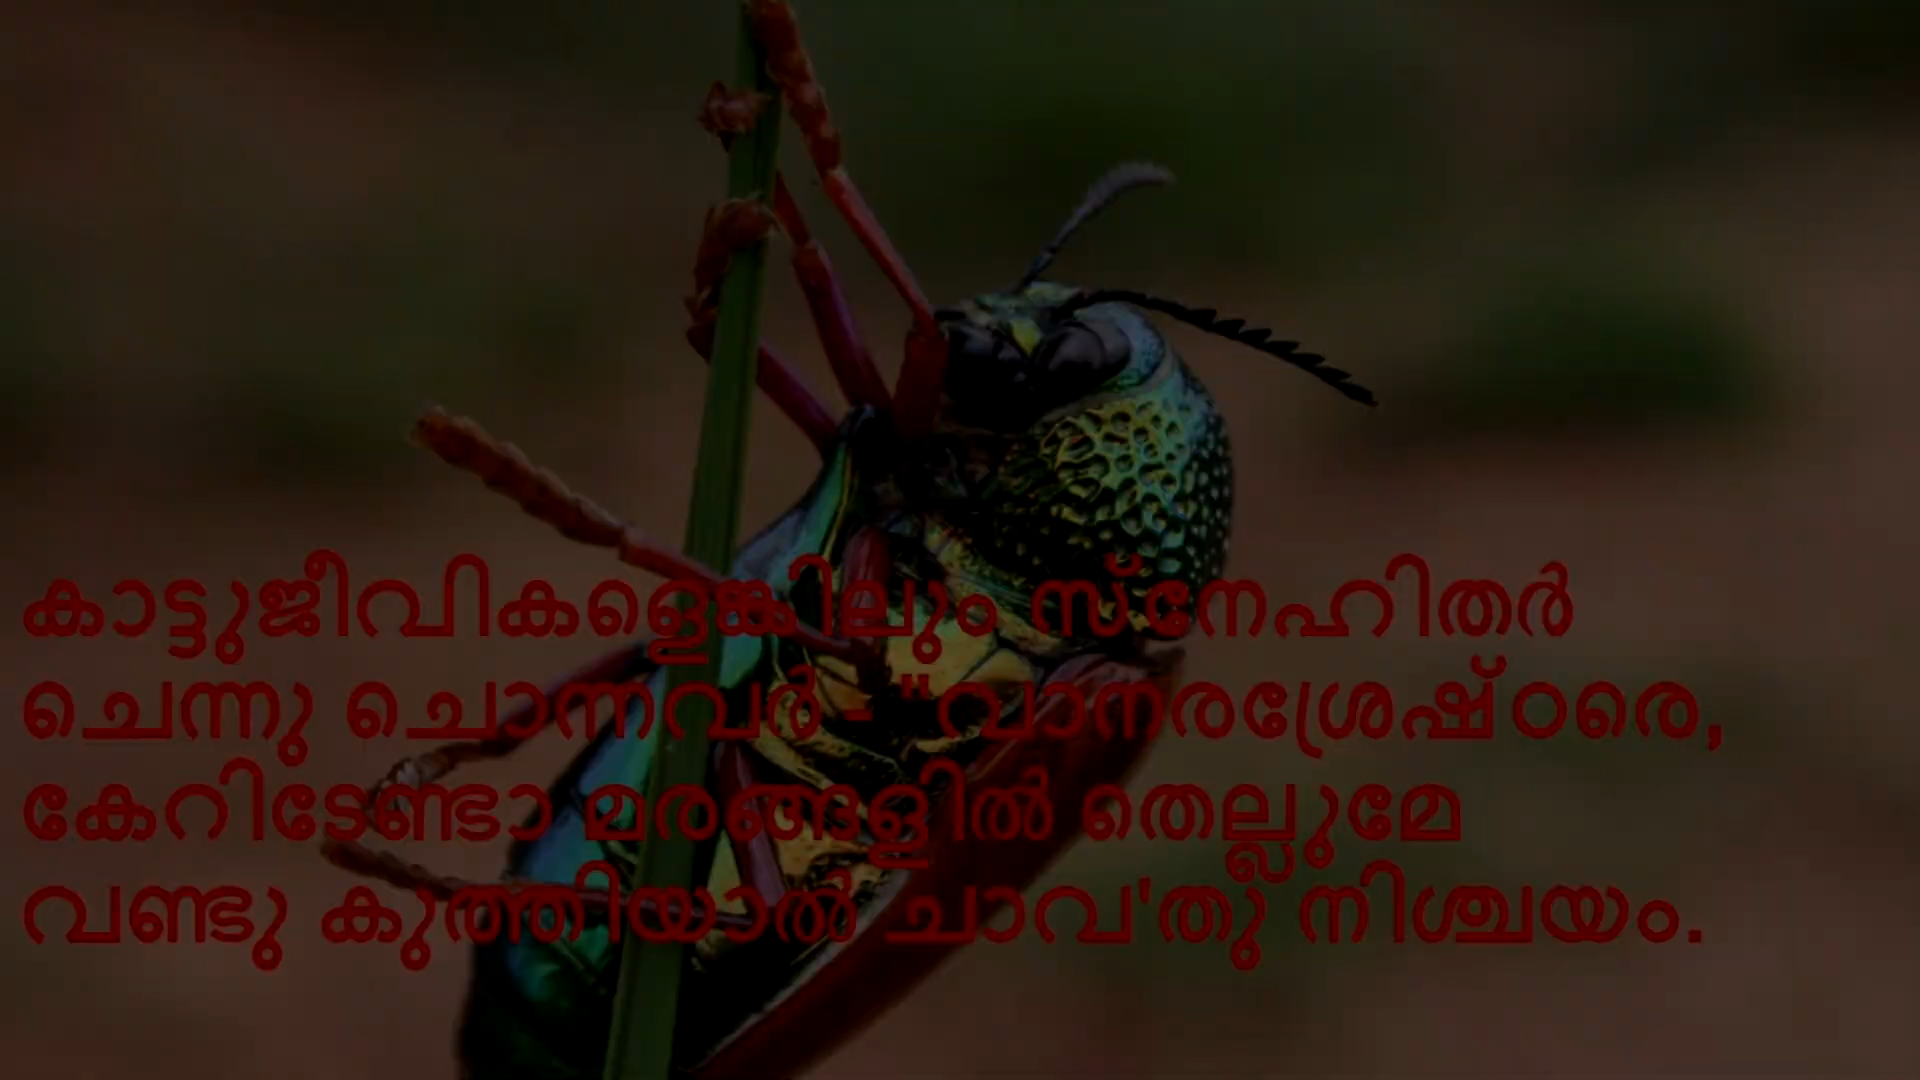 കാട്ടുജീവികളെങ്കിലും സ്നേഹിതർ
ചെന്നു ചൊന്നവർ- "വാനരശ്രേഷ്ഠരെ,
കേറിടേണ്ടാ മരങ്ങളിൽ തെല്ലുമേ
വണ്ടു കുത്തിയാൽ ചാവ'തു നിശ്ചയം.